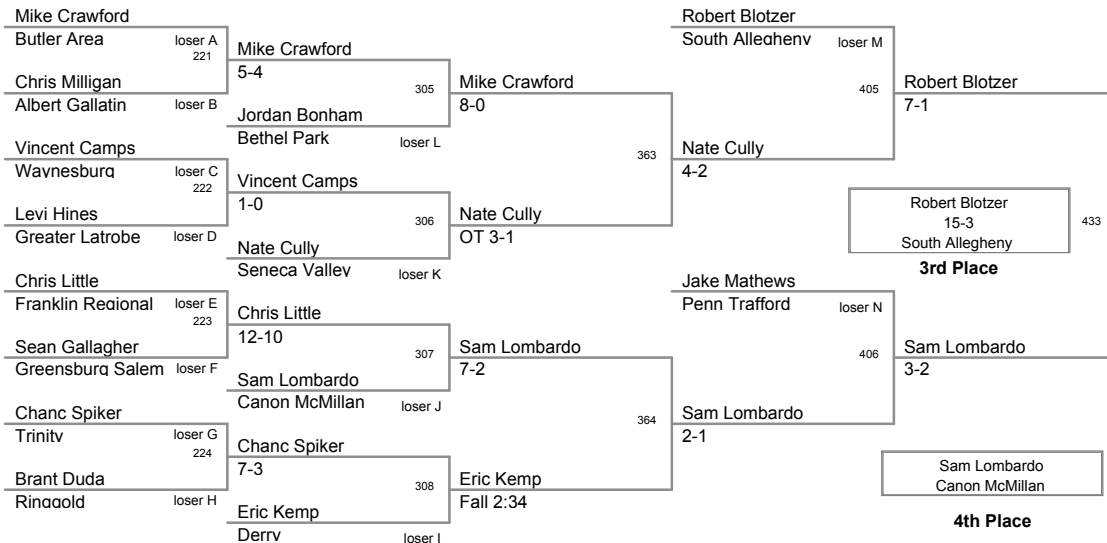 Mike Crawford
Butler Area
loser A
221
Chris Milligan
Albert Gallatin
loser B
Vincent Camps
Waynesburg
loser C
222
Levi Hines
Greater Latrobe
loser D
Chris Little
Franklin Regional
loser E
223
Sean Gallagher
Greensburg Salem
loser F
Chanc Spiker
Trinity
loser G
224
Brant Duda
Ringgold
loser H
Mike Crawford
5-4
305
Jordan Bonham
Bethel Park
loser L
Vincent Camps
1-0
306
Nate Cully
Seneca Valley
loser K
Chris Little
12-10
307
Sam Lombardo
Canon McMillan
loser J
Chanc Spiker
7-3
308
Eric Kemp
Derry
loser I
Mike Crawford
8-0
363
Nate Cully
OT 3-1
Sam Lombardo
7-2
364
Eric Kemp
Fall 2:34
Robert Blotzer
South Allegheny
loser M
405
Nate Cully
4-2
Jake Mathews
Penn Trafford
loser N
406
Sam Lombardo
2-1
Robert Blotzer
7-1
Robert Blotzer
15-3
South Allegheny
433
3rd Place
Sam Lombardo
3-2
Sam Lombardo
Canon McMillan
4th Place